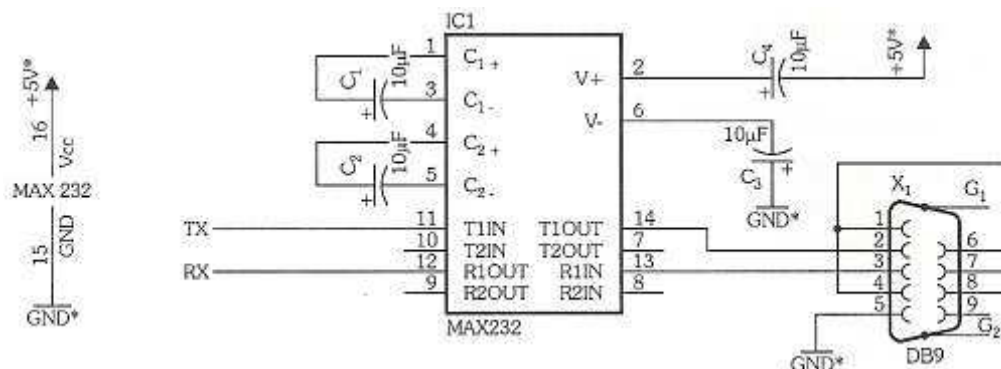 IC1
+5V*
16
Vcc
MAX 232
GND
15
GND*
1
C1+
C1
10µF
+
3
C1-
4
C2+
C2
10µF
+
5
C2-
TX
11
T1IN
10
T2IN
RX
12
R1OUT
9
R2OUT
MAX232
V+
2
C4
10µF
+
+5V*
V-
6
10µF
+
C3
GND*
T1OUT
14
T2OUT
7
R1IN
13
R2IN
8
X1
G1
1
2
3
4
5
6
7
8
9
G2
GND*
DB9